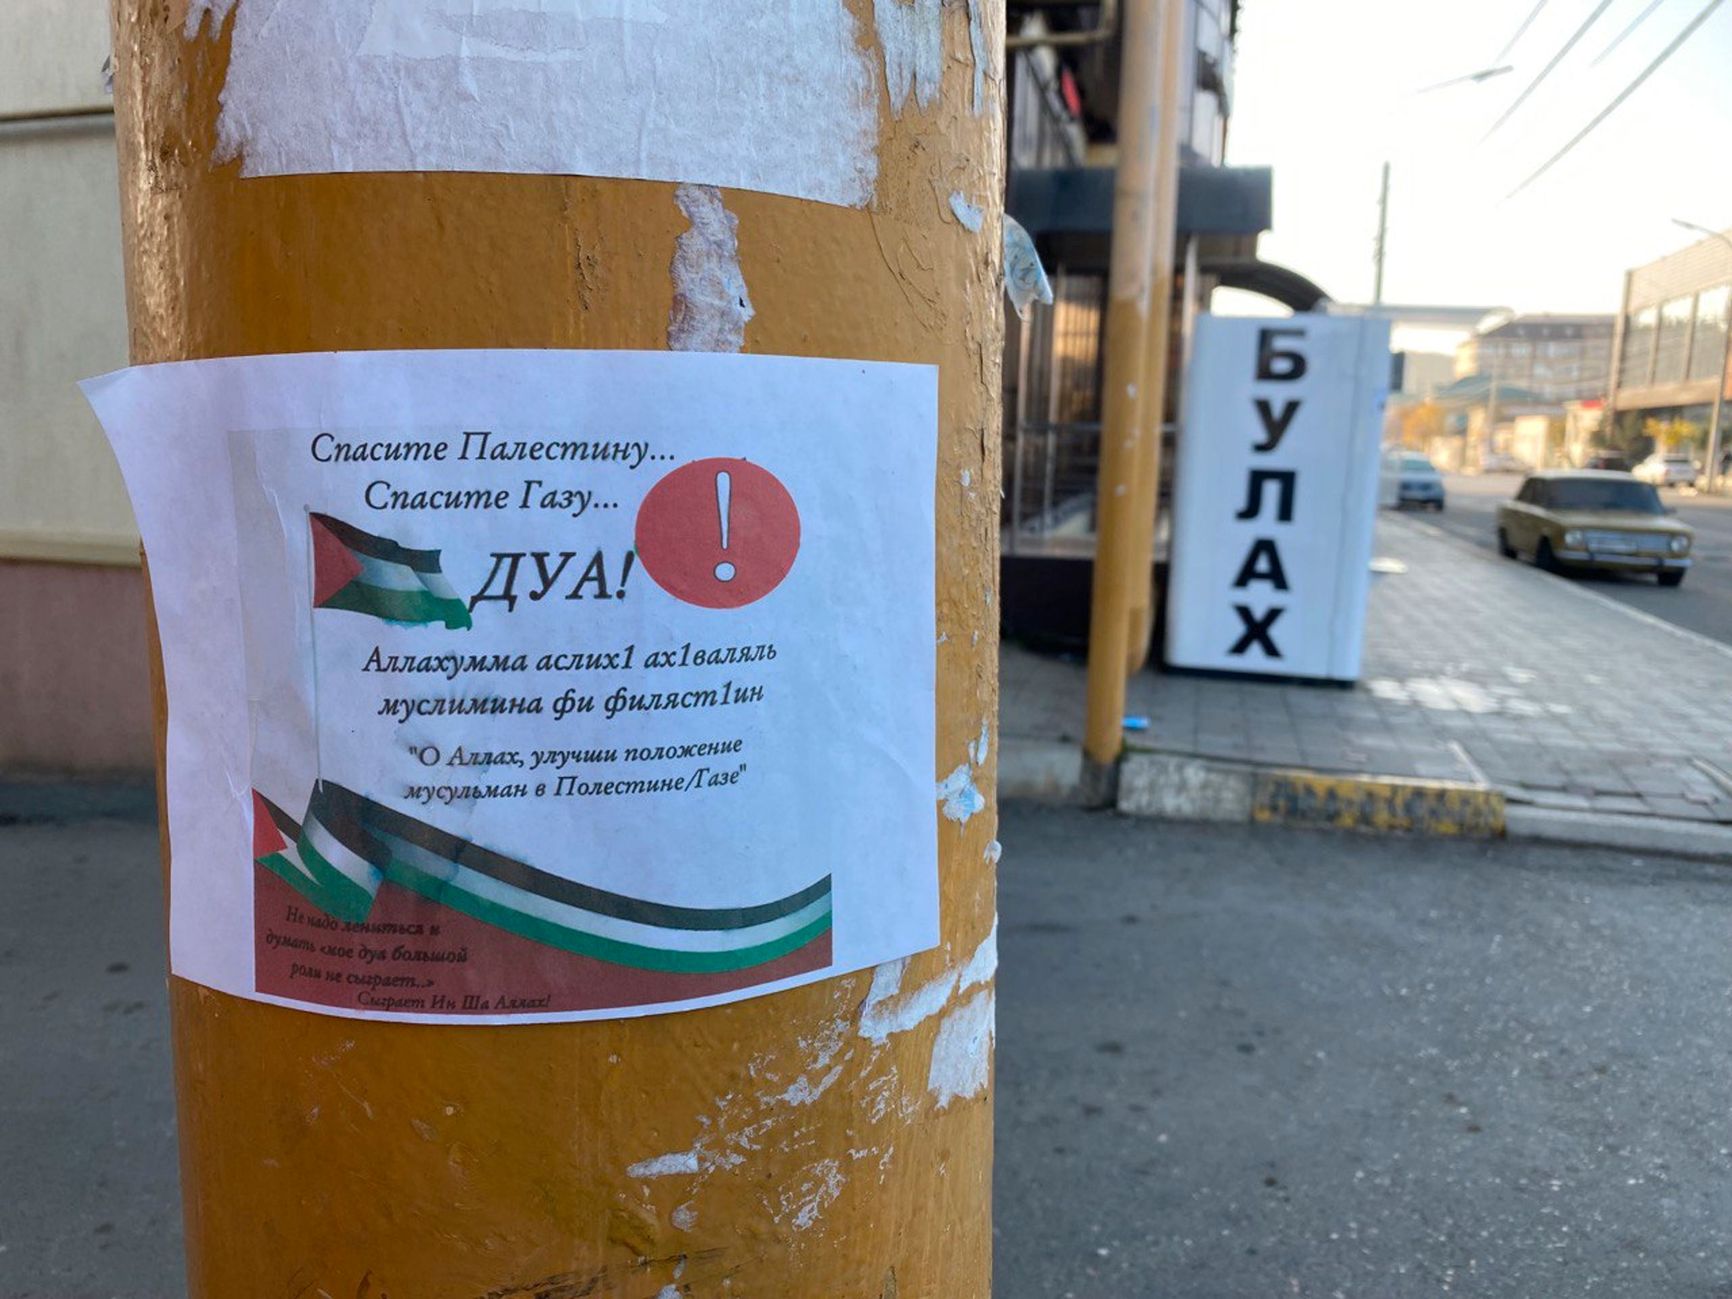 Спасите Палестину...
Спасите Газу...
ДУА!
Аллахумма аслих1 ах1валяль
муслимина фи филяст1ин
"О Аллах, улучши положение
мусульман в Полестине/Газе"
Не надо лениться и
думать «мое дуа большой
роли не сыграет..»
Сыграет Ин Ша Аллах!
БУЛАХ